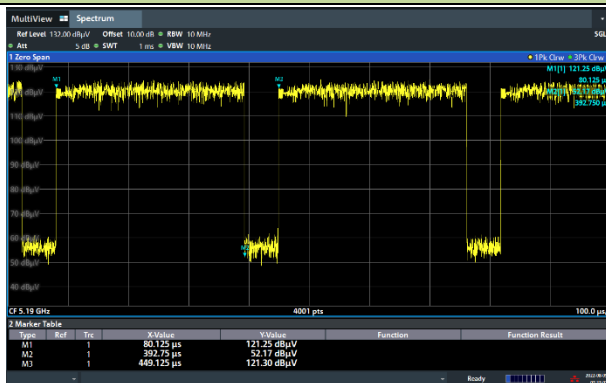 MultiView Spectrum
Ref Level 137.00 dBµV Offset 10.00 dB RBW 10 MHz SGL
Att 5 dB SWT 1 ms VBW 10 MHz
1 Zero Span 1Pk Clrw 3Pk Clrw
M1[1] 121.25 dBµV
80.125 µ
392.750 µ
130 dBµV
M1
M2
110 dBµV
100 dBµV
90 dBµV
80 dBµV
70 dBµV
60 dBµV
50 dBµV
40 dBµV
CF 5.19 GHz 4001 pts 100.0 µs/
2 Marker Table
Type Ref Trc X-Value Y-Value Function Function Result
M1 1 80.125 µs 121.25 dBµV
M2 1 392.75 µs 52.17 dBµV
M3 1 449.125 µs 121.30 dBµV
Ready